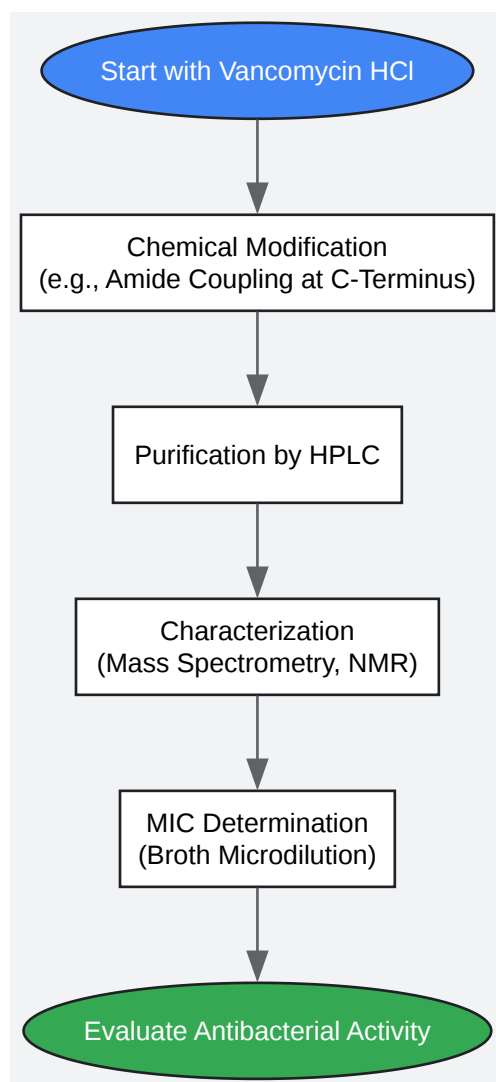 Start with Vancomycin HCl
Chemical Modification
(e.g., Amide Coupling at C-Terminus)
Purification by HPLC
Characterization
(Mass Spectrometry, NMR)
MIC Determination
(Broth Microdilution)
Evaluate Antibacterial Activity